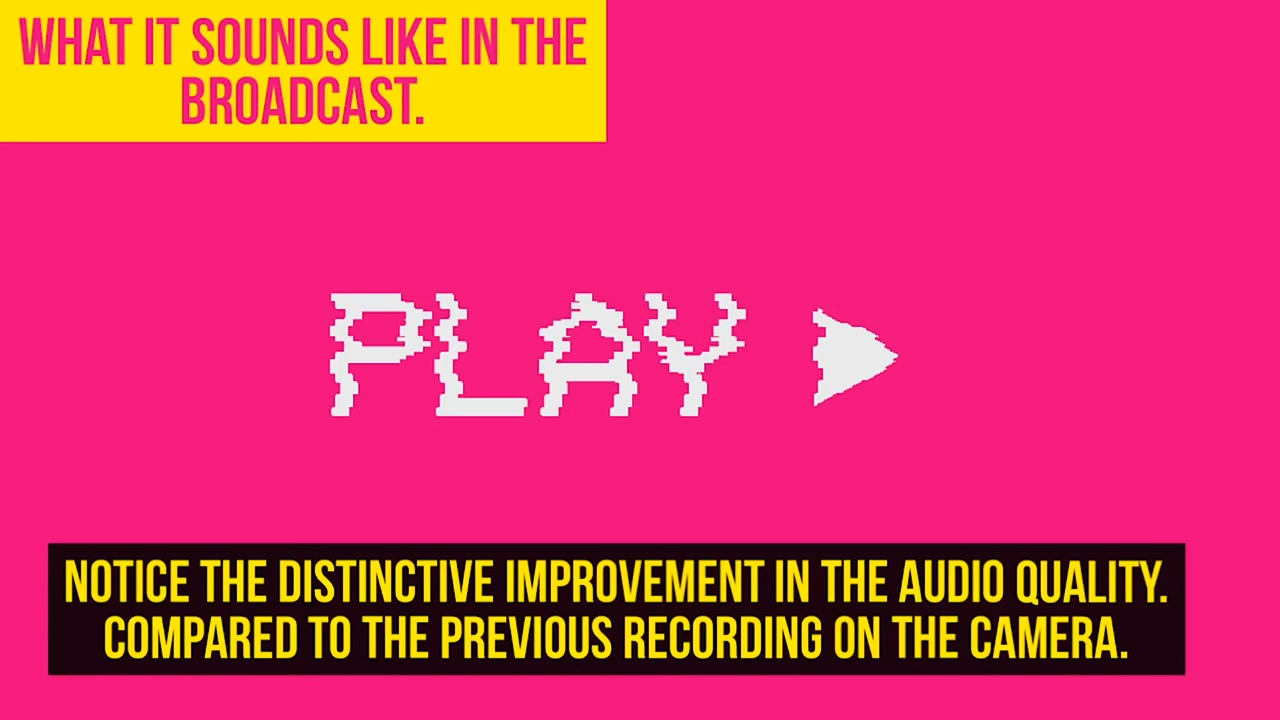 WHAT IT SOUNDS LIKE IN THE
BROADCAST.
PLAY
NOTICE THE DISTINCTIVE IMPROVEMENT IN THE AUDIO QUALITY.
COMPARED TO THE PREVIOUS RECORDING ON THE CAMERA.